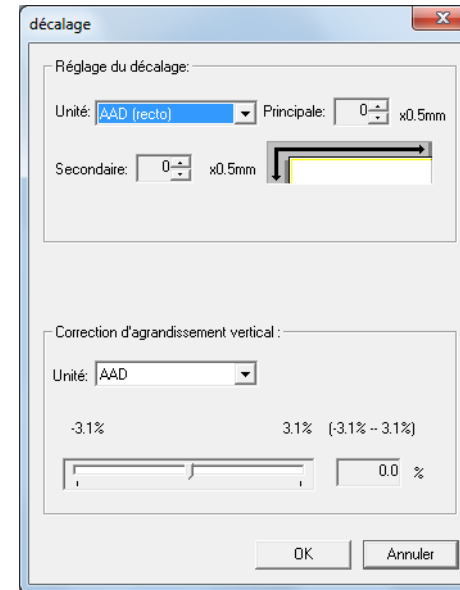 décalage
Réglage du décalage:
Unité: AAD (recto) Principale: 0 x0.5mm
Secondaire: 0 x0.5mm
Correction d'agrandissement vertical :
Unité: AAD
-3.1% 3.1% (-3.1% -- 3.1%)
0.0 %
OK Annuler